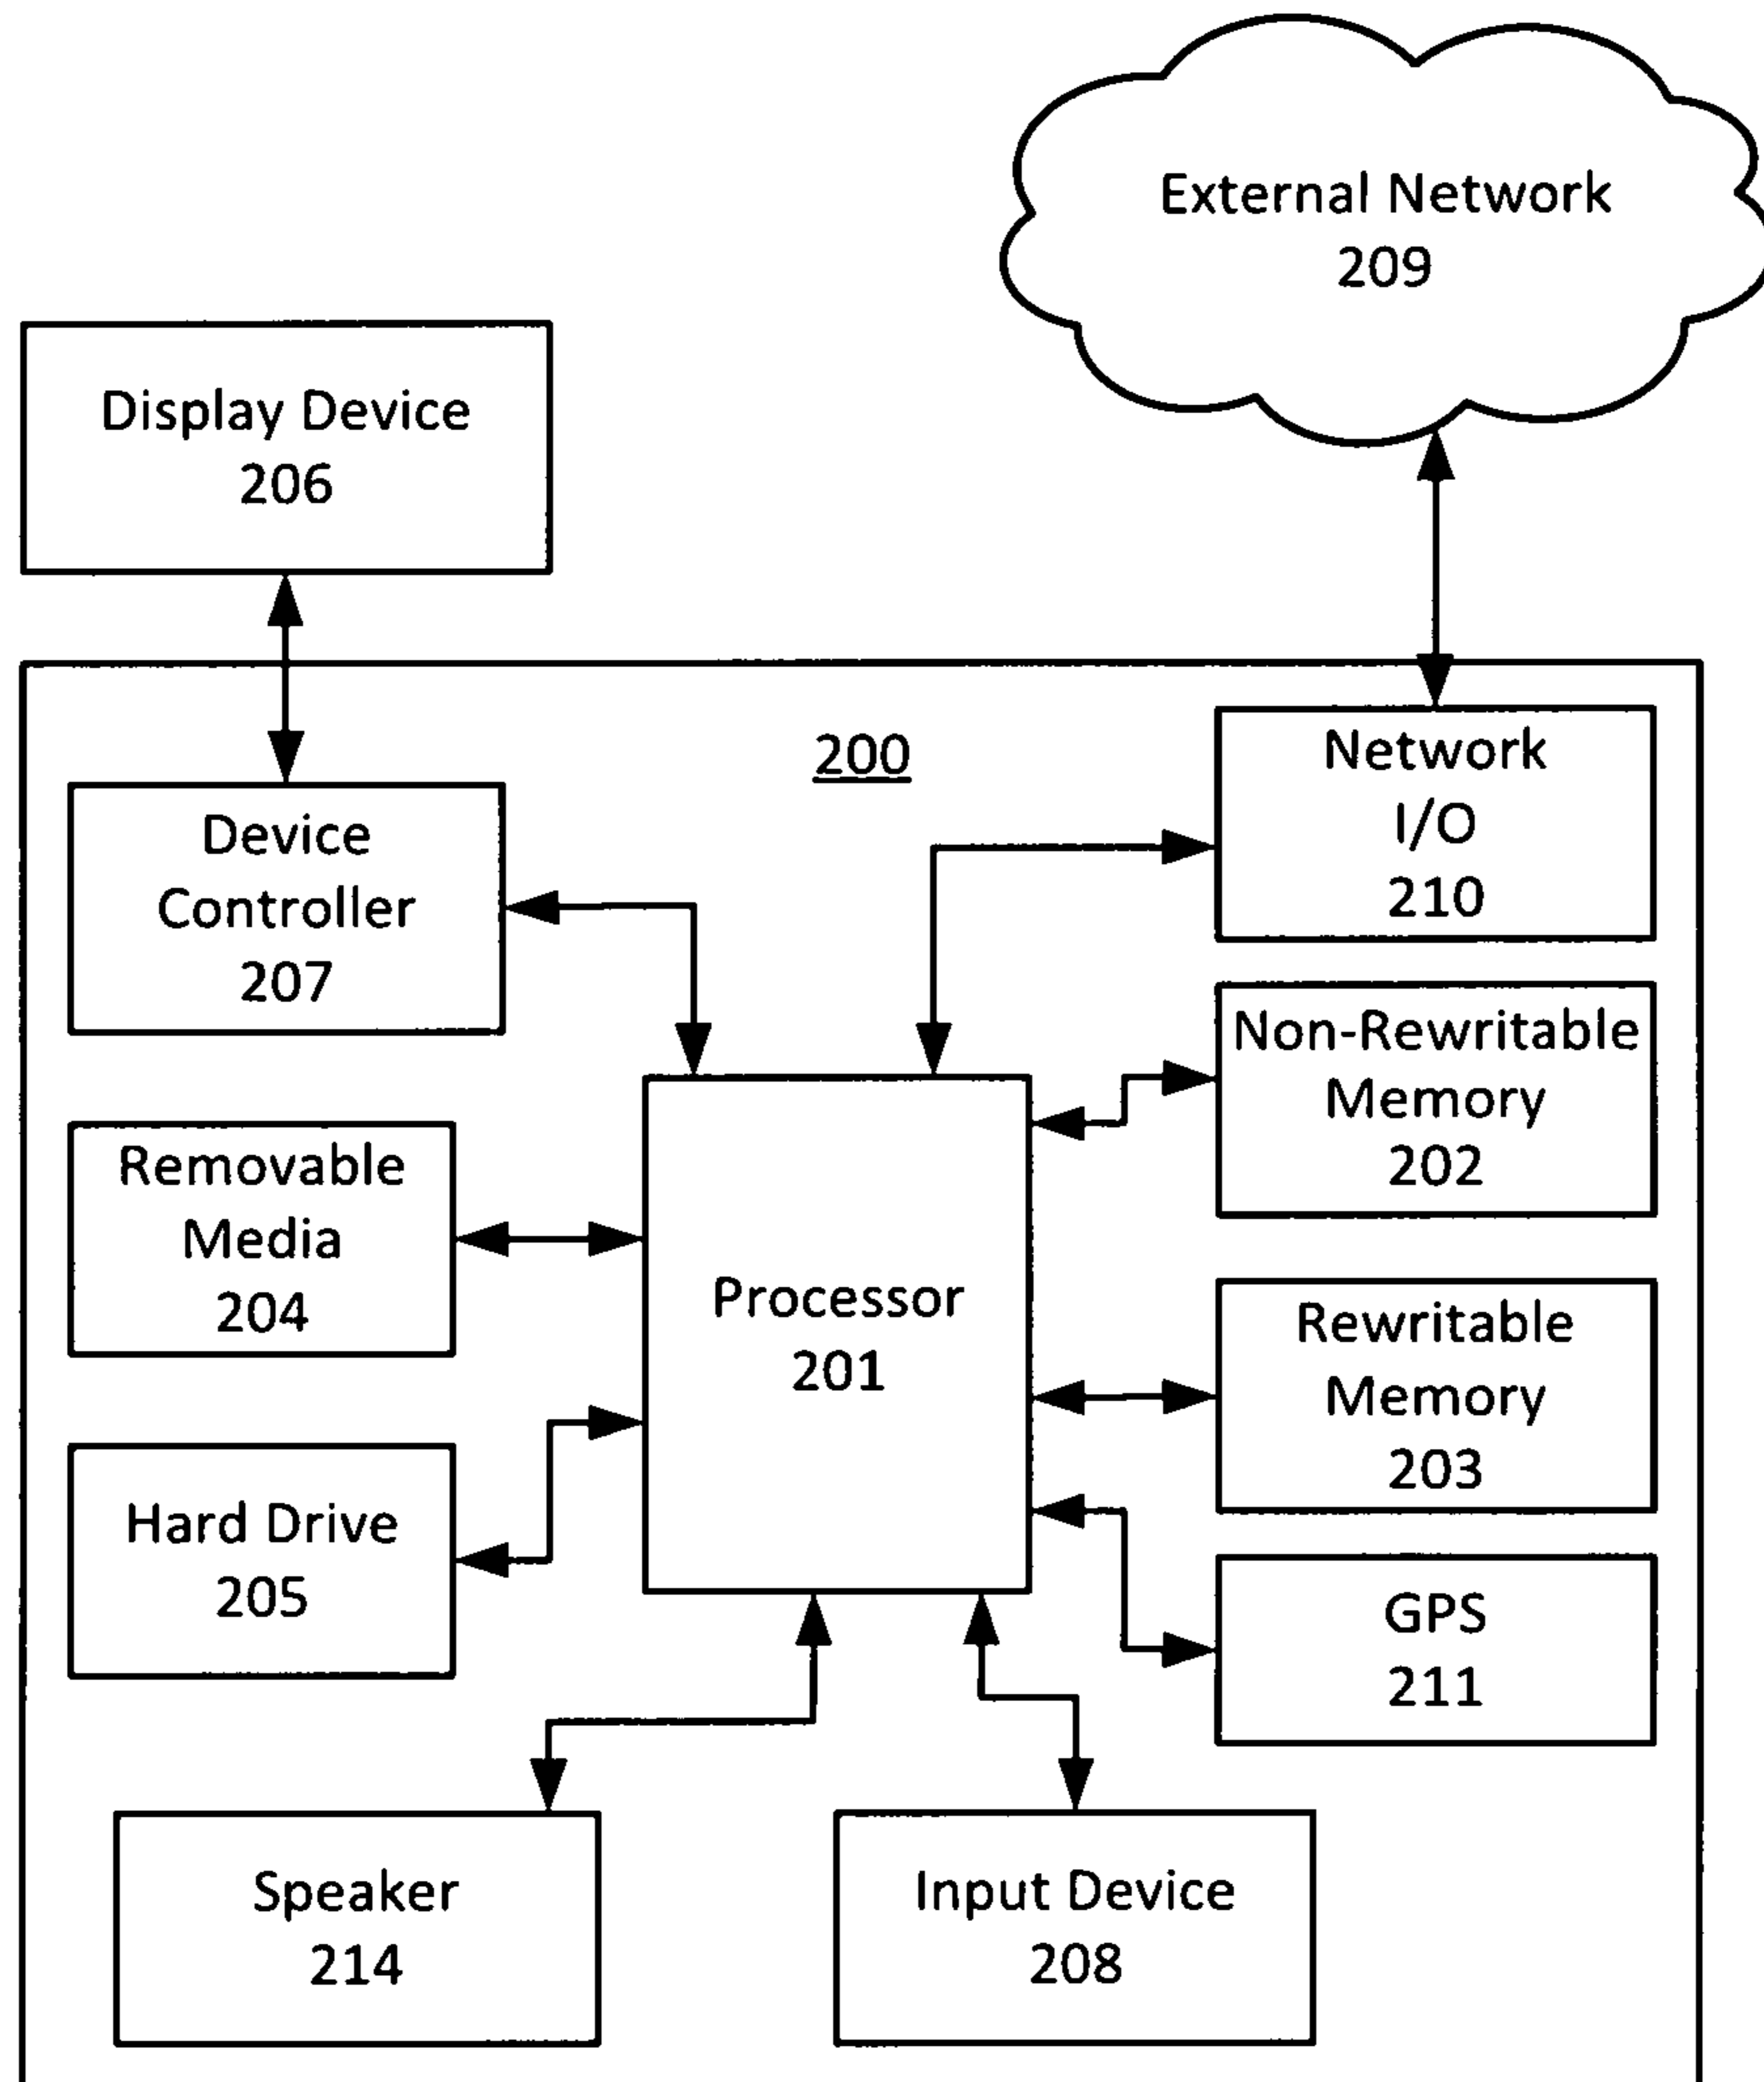 External Network
209
Display Device
206
200
Network
I/O
210
Device
Controller
207
Non-Rewritable
Memory
202
Removable
Media
204
Processor
201
Rewritable
Memory
203
Hard Drive
205
GPS
211
Speaker
214
Input Device
208